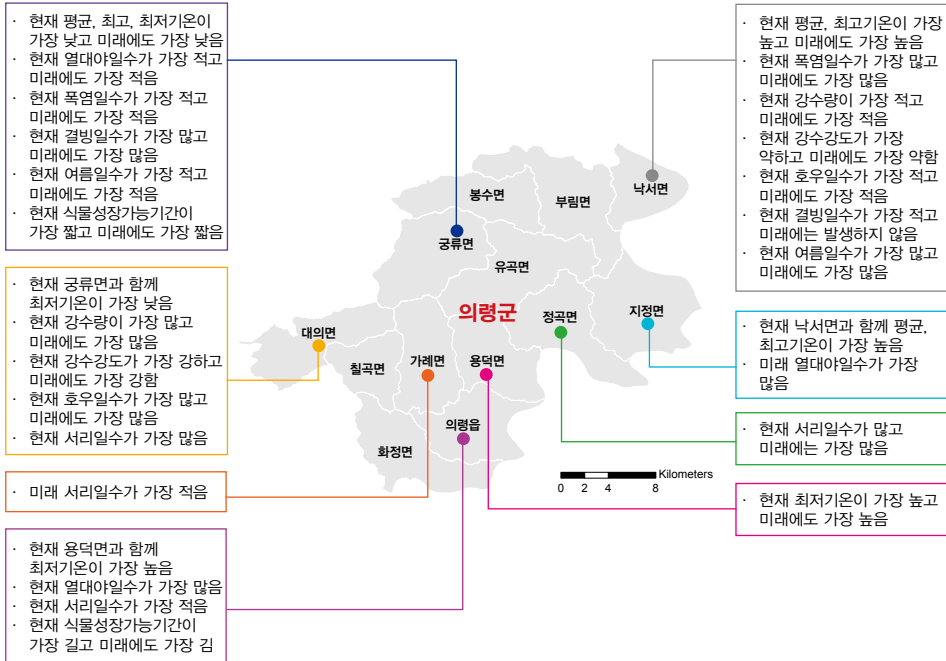 · 현재 평균, 최고, 최저기온이
가장 낮고 미래에도 가장 낮음
· 현재 열대야일수가 가장 적고
미래에도 가장 적음
· 현재 폭염일수가 가장 적고
미래에도 가장 적음
· 현재 결빙일수가 가장 많고
미래에도 가장 많음
· 현재 여름일수가 가장 적고
미래에도 가장 적음
· 현재 식물성장가능기간이
가장 짧고 미래에도 가장 짧음
· 현재 궁류면과 함께
최저기온이 가장 낮음
· 현재 강수량이 가장 많고
미래에도 가장 많음
· 현재 강수강도가 가장 강하고
미래에도 가장 강함
· 현재 호우일수가 가장 많고
미래에도 가장 많음
· 현재 서리일수가 가장 많음
· 미래 서리일수가 가장 적음
· 현재 용덕면과 함께
최저기온이 가장 높음
· 현재 열대야일수가 가장 많음
· 현재 서리일수가 가장 적음
· 현재 식물성장가능기간이
가장 길고 미래에도 가장 김
봉수면
부림면
낙서면
궁류면
유곡면
의령군
대의면
칠곡면
가례면
용덕면
정곡면
지정면
의령읍
화정면
Kilometers
0 2 4 8
· 현재 평균, 최고기온이 가장
높고 미래에도 가장 높음
· 현재 폭염일수가 가장 많고
미래에도 가장 많음
· 현재 강수량이 가장 적고
미래에도 가장 적음
· 현재 강수강도가 가장
약하고 미래에도 가장 약함
· 현재 호우일수가 가장 적고
미래에도 가장 적음
· 현재 결빙일수가 가장 적고
미래에는 발생하지 않음
· 현재 여름일수가 가장 많고
미래에도 가장 많음
· 현재 낙서면과 함께 평균,
최고기온이 가장 높음
· 미래 열대야일수가 가장
많음
· 현재 서리일수가 많고
미래에는 가장 많음
· 현재 최저기온이 가장 높고
미래에도 가장 높음